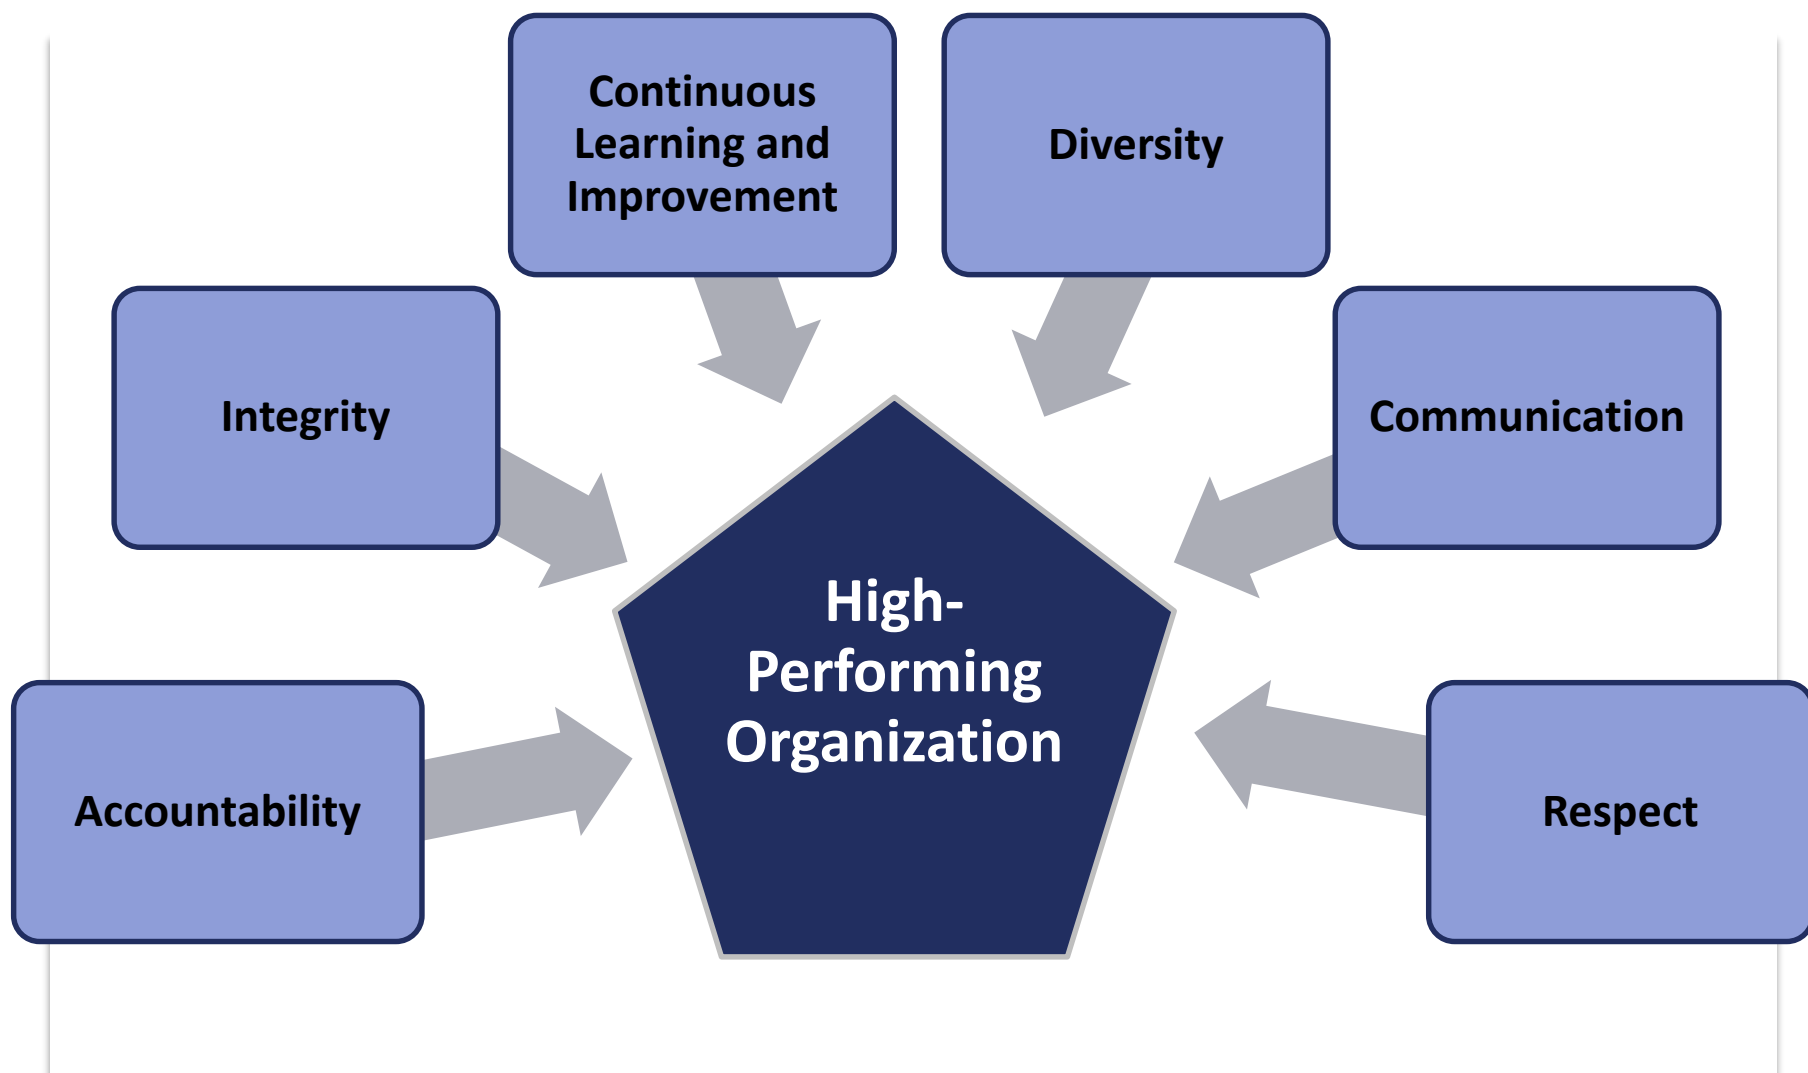 Continuous
Learning and
Improvement
Diversity
Integrity
Communication
High-
Performing
Organization
Accountability
Respect